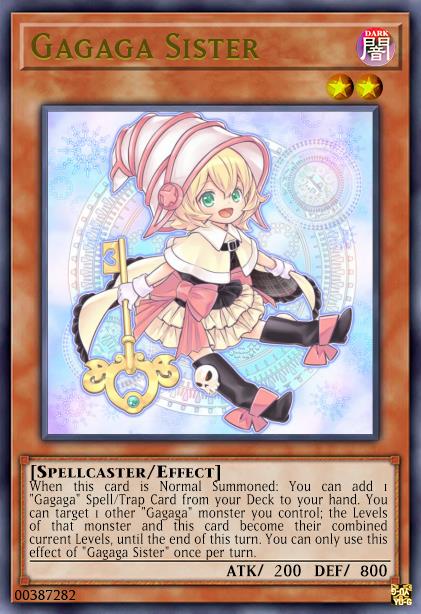 Gagaga Sister
DARK
闇
[Spellcaster/Effect]
When this card is Normal Summoned: You can add 1
"Gagaga" Spell/Trap Card from your Deck to your hand. You
can target 1 other "Gagaga" monster you control; the Levels
of that monster and this card become their combined
current Levels, until the end of this turn. You can only use this
effect of "Gagaga Sister" once per turn.
ATK/ 200 DEF/ 800
00387282